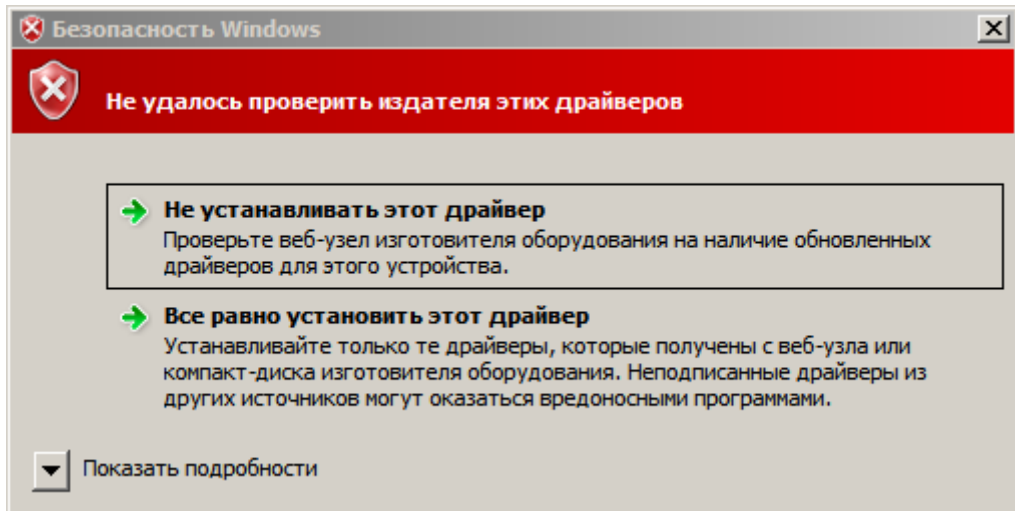 Безопасность Windows
Не удалось проверить издателя этих драйверов
Не устанавливать этот драйвер
Проверьте веб-узел изготовителя оборудования на наличие обновленных
драйверов для этого устройства.
Все равно установить этот драйвер
Устанавливайте только те драйверы, которые получены с веб-узла или
компакт-диска изготовителя оборудования. Неподписанные драйверы из
других источников могут оказаться вредоносными программами.
Показать подробности